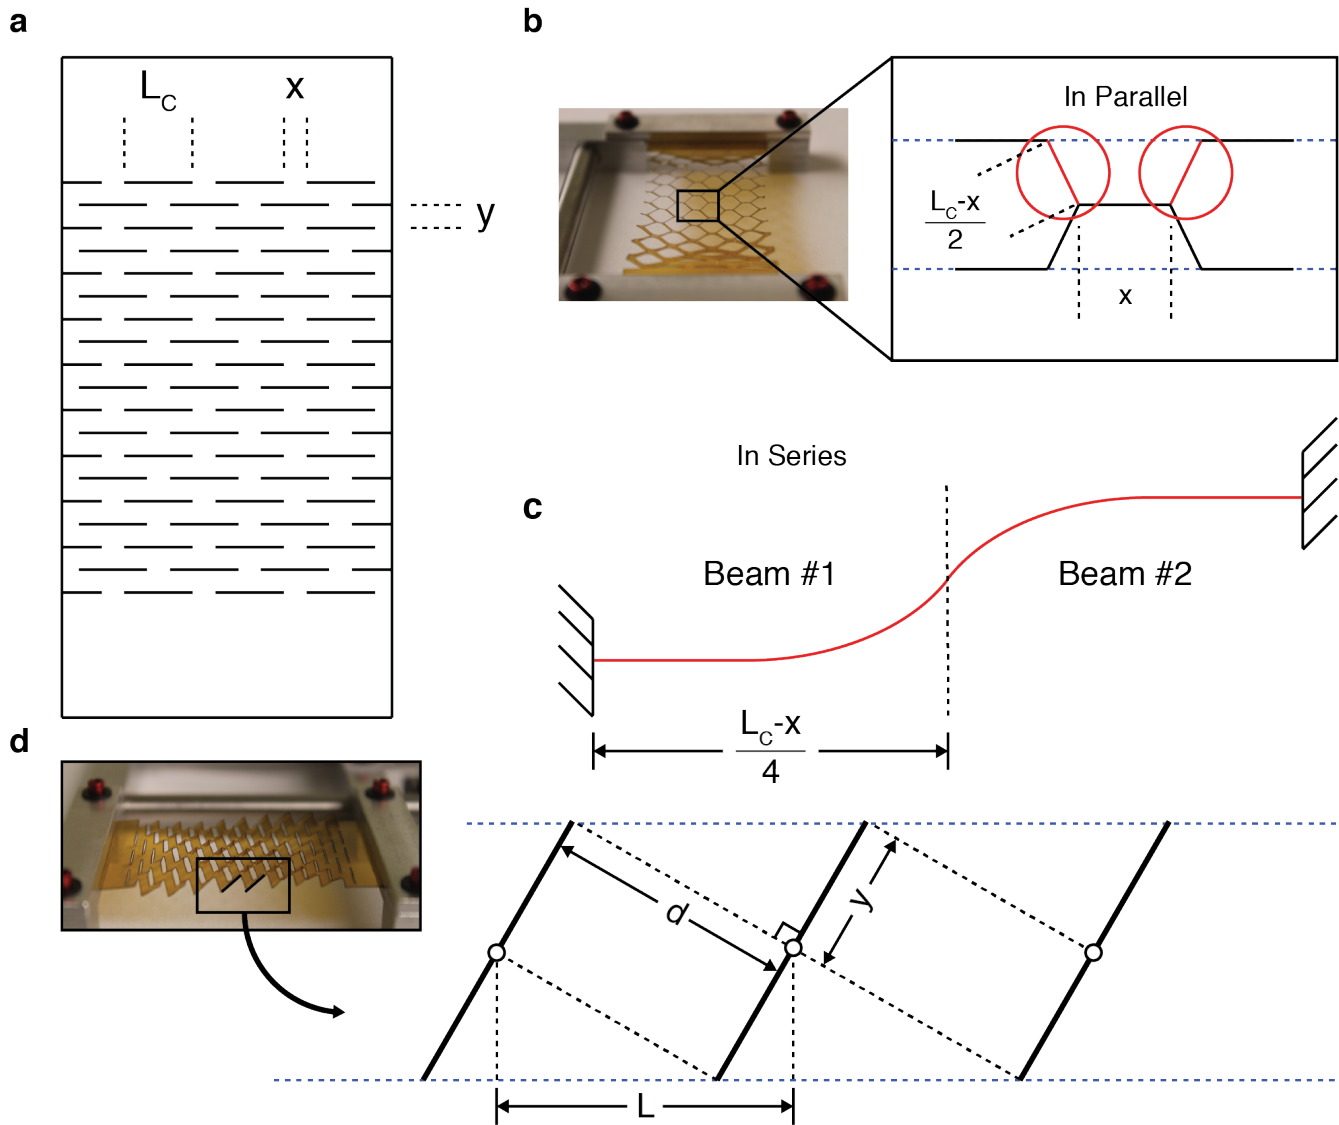 a
L_C
x
y
b
In Parallel
L_C-x
2
x
In Series
c
Beam #1
Beam #2
L_C-x
4
d
d
y
L